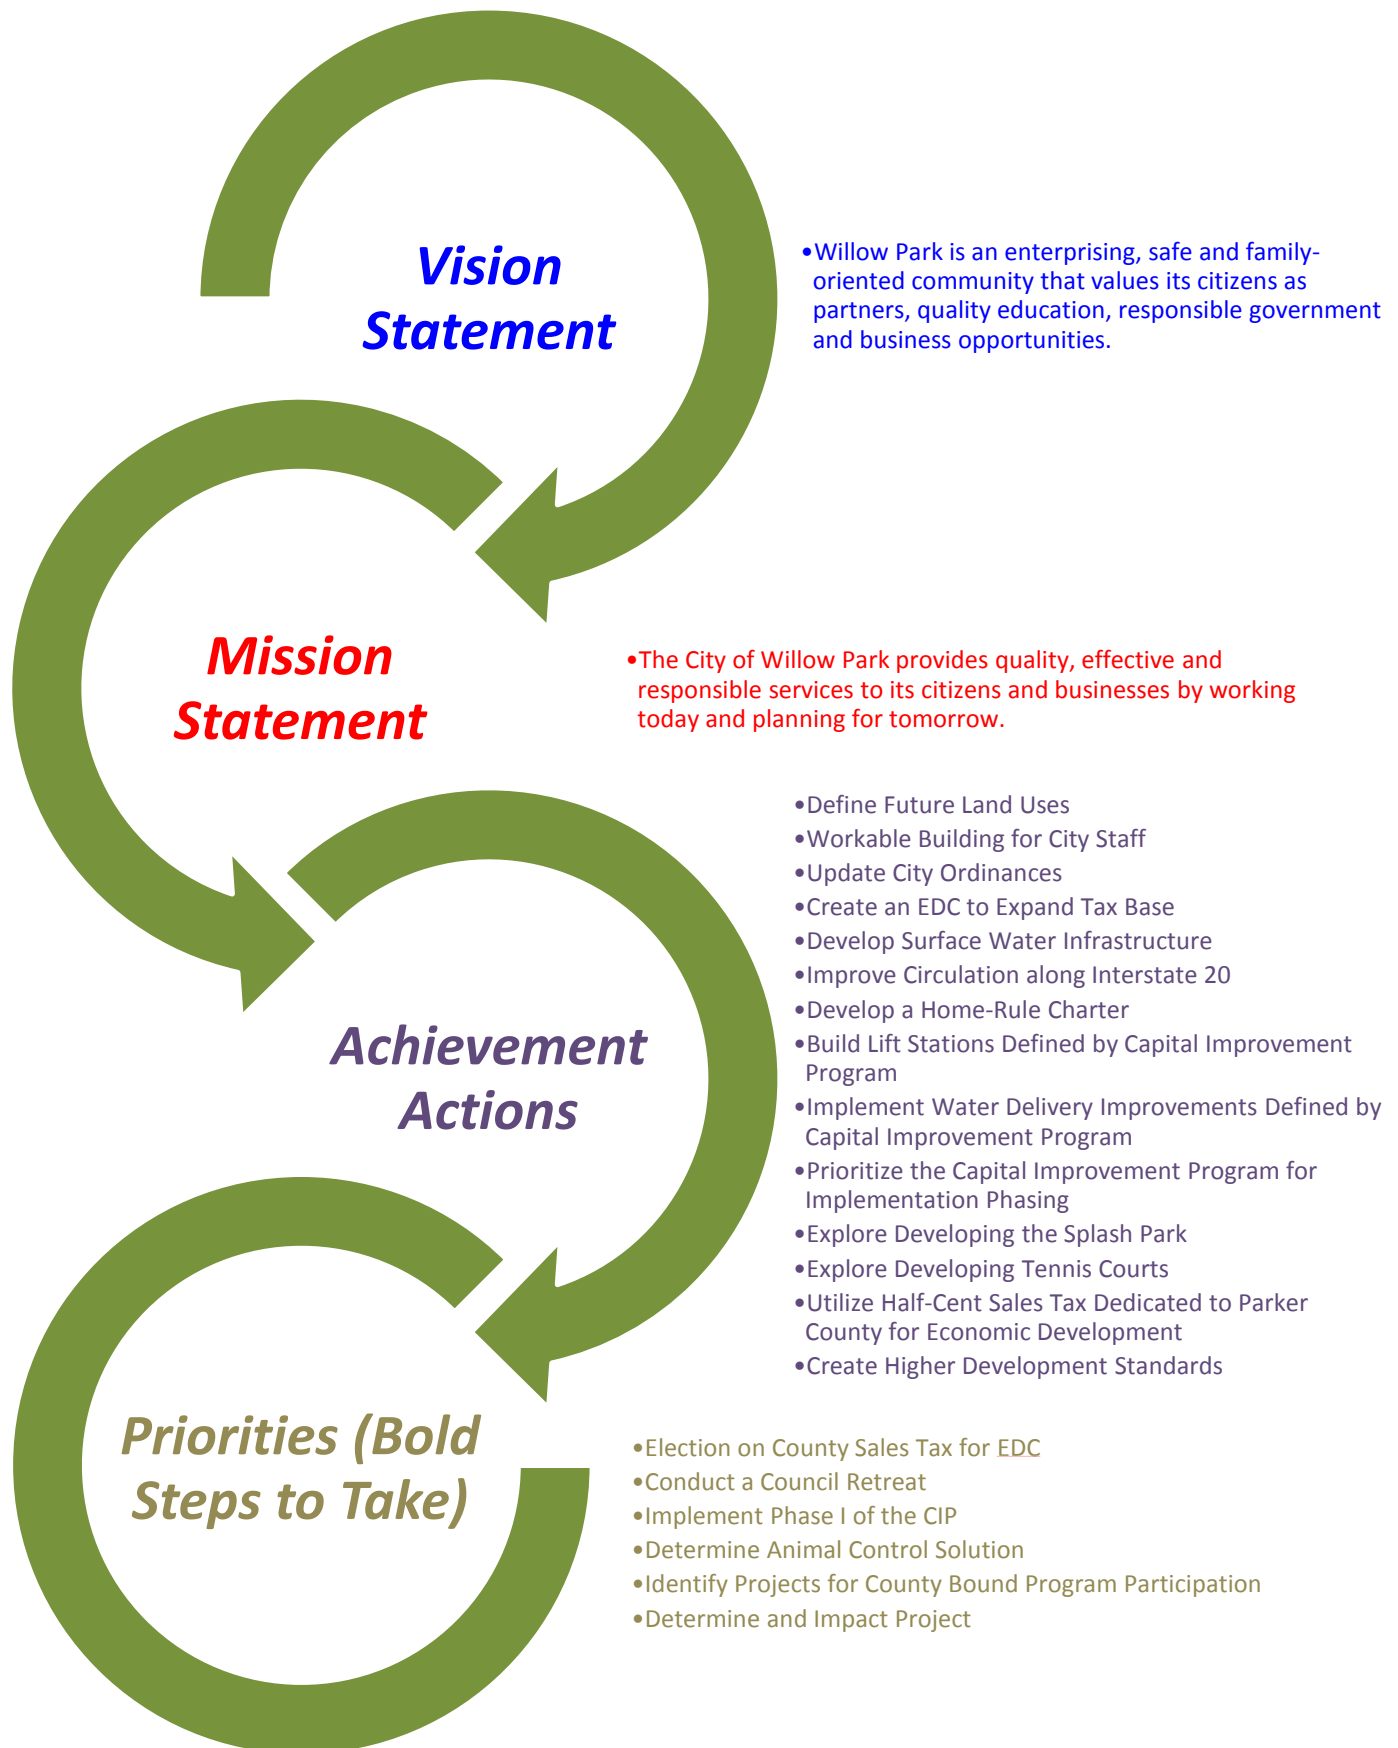 Vision
Statement
•Willow Park is an enterprising, safe and family-
oriented community that values its citizens as
partners, quality education, responsible government
and business opportunities.
Mission
Statement
•The City of Willow Park provides quality, effective and
responsible services to its citizens and businesses by working
today and planning for tomorrow.
Achievement
Actions
•Define Future Land Uses
•Workable Building for City Staff
•Update City Ordinances
•Create an EDC to Expand Tax Base
•Develop Surface Water Infrastructure
•Improve Circulation along Interstate 20
•Develop a Home-Rule Charter
•Build Lift Stations Defined by Capital Improvement
Program
•Implement Water Delivery Improvements Defined by
Capital Improvement Program
•Prioritize the Capital Improvement Program for
Implementation Phasing
•Explore Developing the Splash Park
•Explore Developing Tennis Courts
•Utilize Half-Cent Sales Tax Dedicated to Parker
County for Economic Development
•Create Higher Development Standards
Priorities (Bold
Steps to Take)
•Election on County Sales Tax for EDC
•Conduct a Council Retreat
•Implement Phase I of the CIP
•Determine Animal Control Solution
•Identify Projects for County Bound Program Participation
•Determine and Impact Project